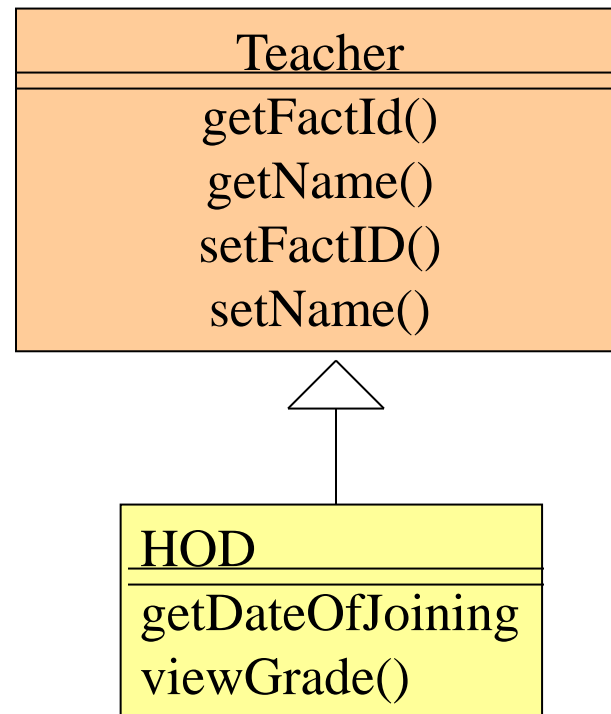 Teacher
getFactId()
getName()
setFactID()
setName()
HOD
getDateOfJoining
viewGrade()